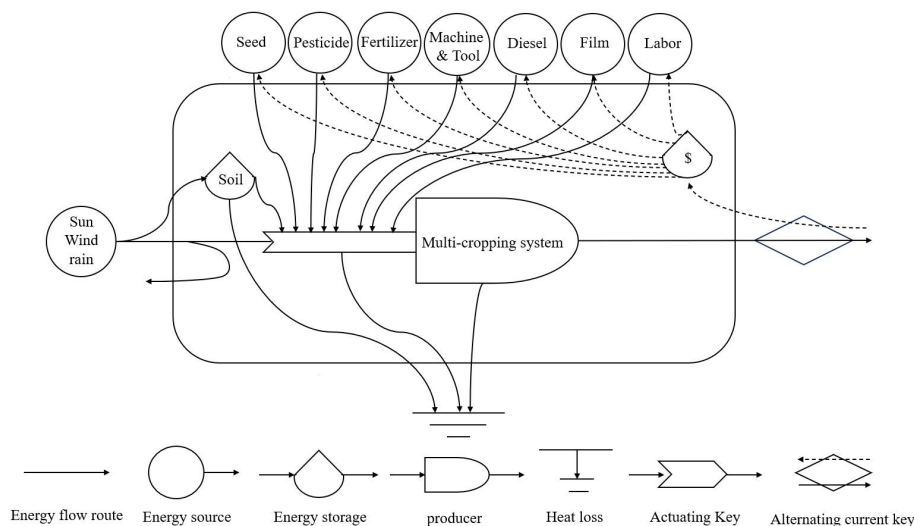 Seed
Pesticide
Fertilizer
Machine
& Tool
Diesel
Film
Labor
$
Soil
Sun
Wind
rain
Multi-cropping system
Energy flow route
Energy source
Energy storage
producer
Heat loss
Actuating Key
Alternating current key